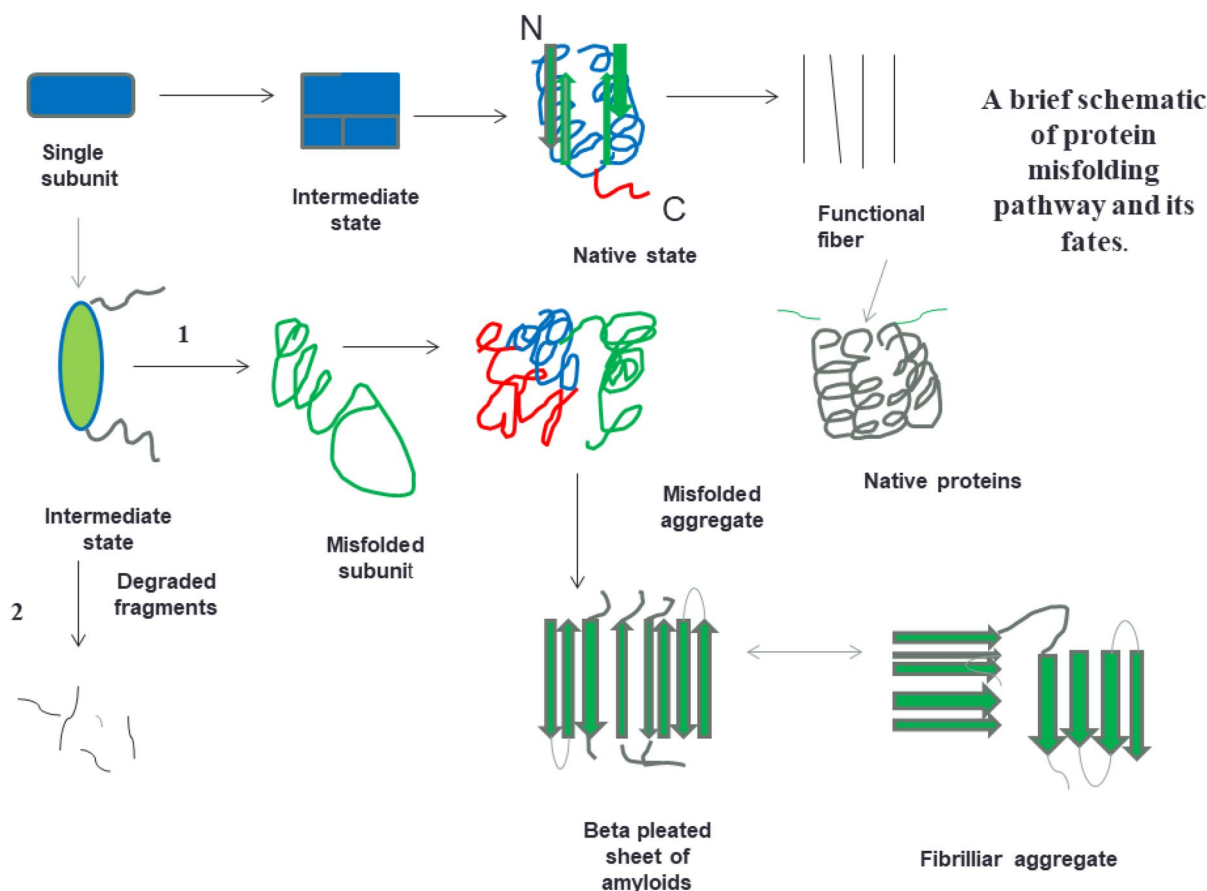 N
Single
subunit
Intermediate
state
C
Native state
Functional
fiber
A brief schematic
of protein
misfolding
pathway and its
fates.
1
Intermediate
state
Misfolded
subunit
Misfolded
aggregate
Native proteins
2
Degraded
fragments
Beta pleated
sheet of
amyloids
Fibrilliar aggregate